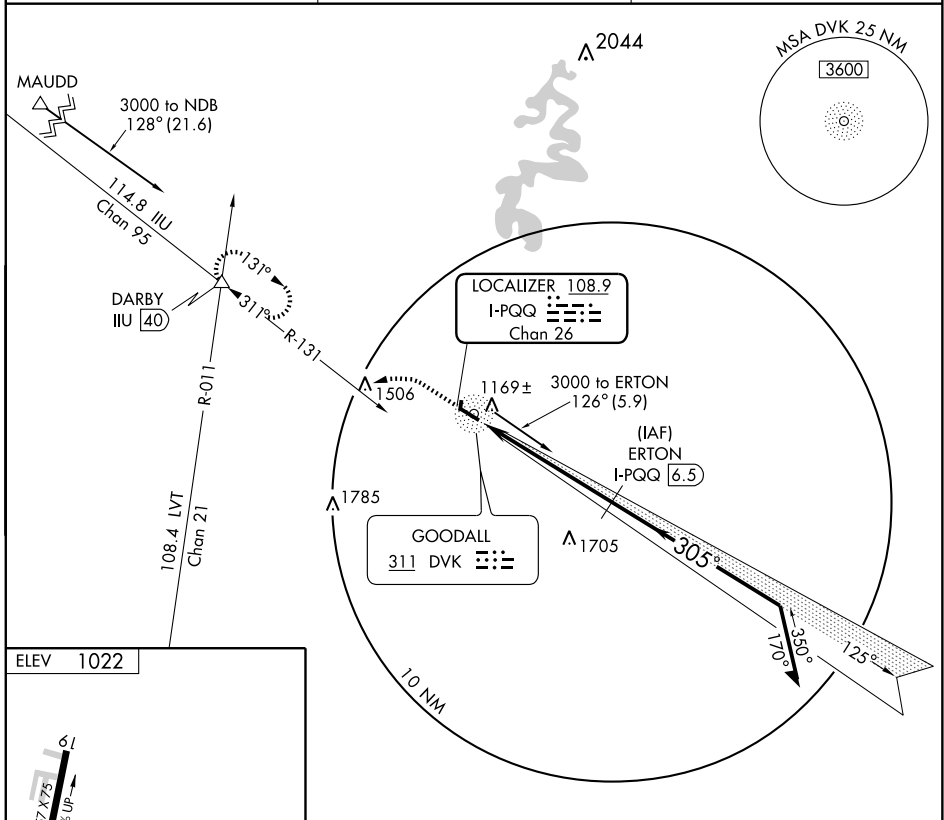 2044
MSA DVK 25 NM
3600
MAUDD
3000 to NDB
128° (21.6)
114.8 IIU
Chan 95
131°
DARBY
IIU 40
311°
R-131
R-011
108.4 LVT
Chan 21
LOCALIZER 108.9
I-PQQ
Chan 26
1506
1169±
3000 to ERTON
126° (5.9)
(IAF)
ERTON
I-PQQ 6.5
1785
GOODALL
311 DVK
1705
305°
350°
170°
125°
10 NM
ELEV 1022
19
7 X 75
UP